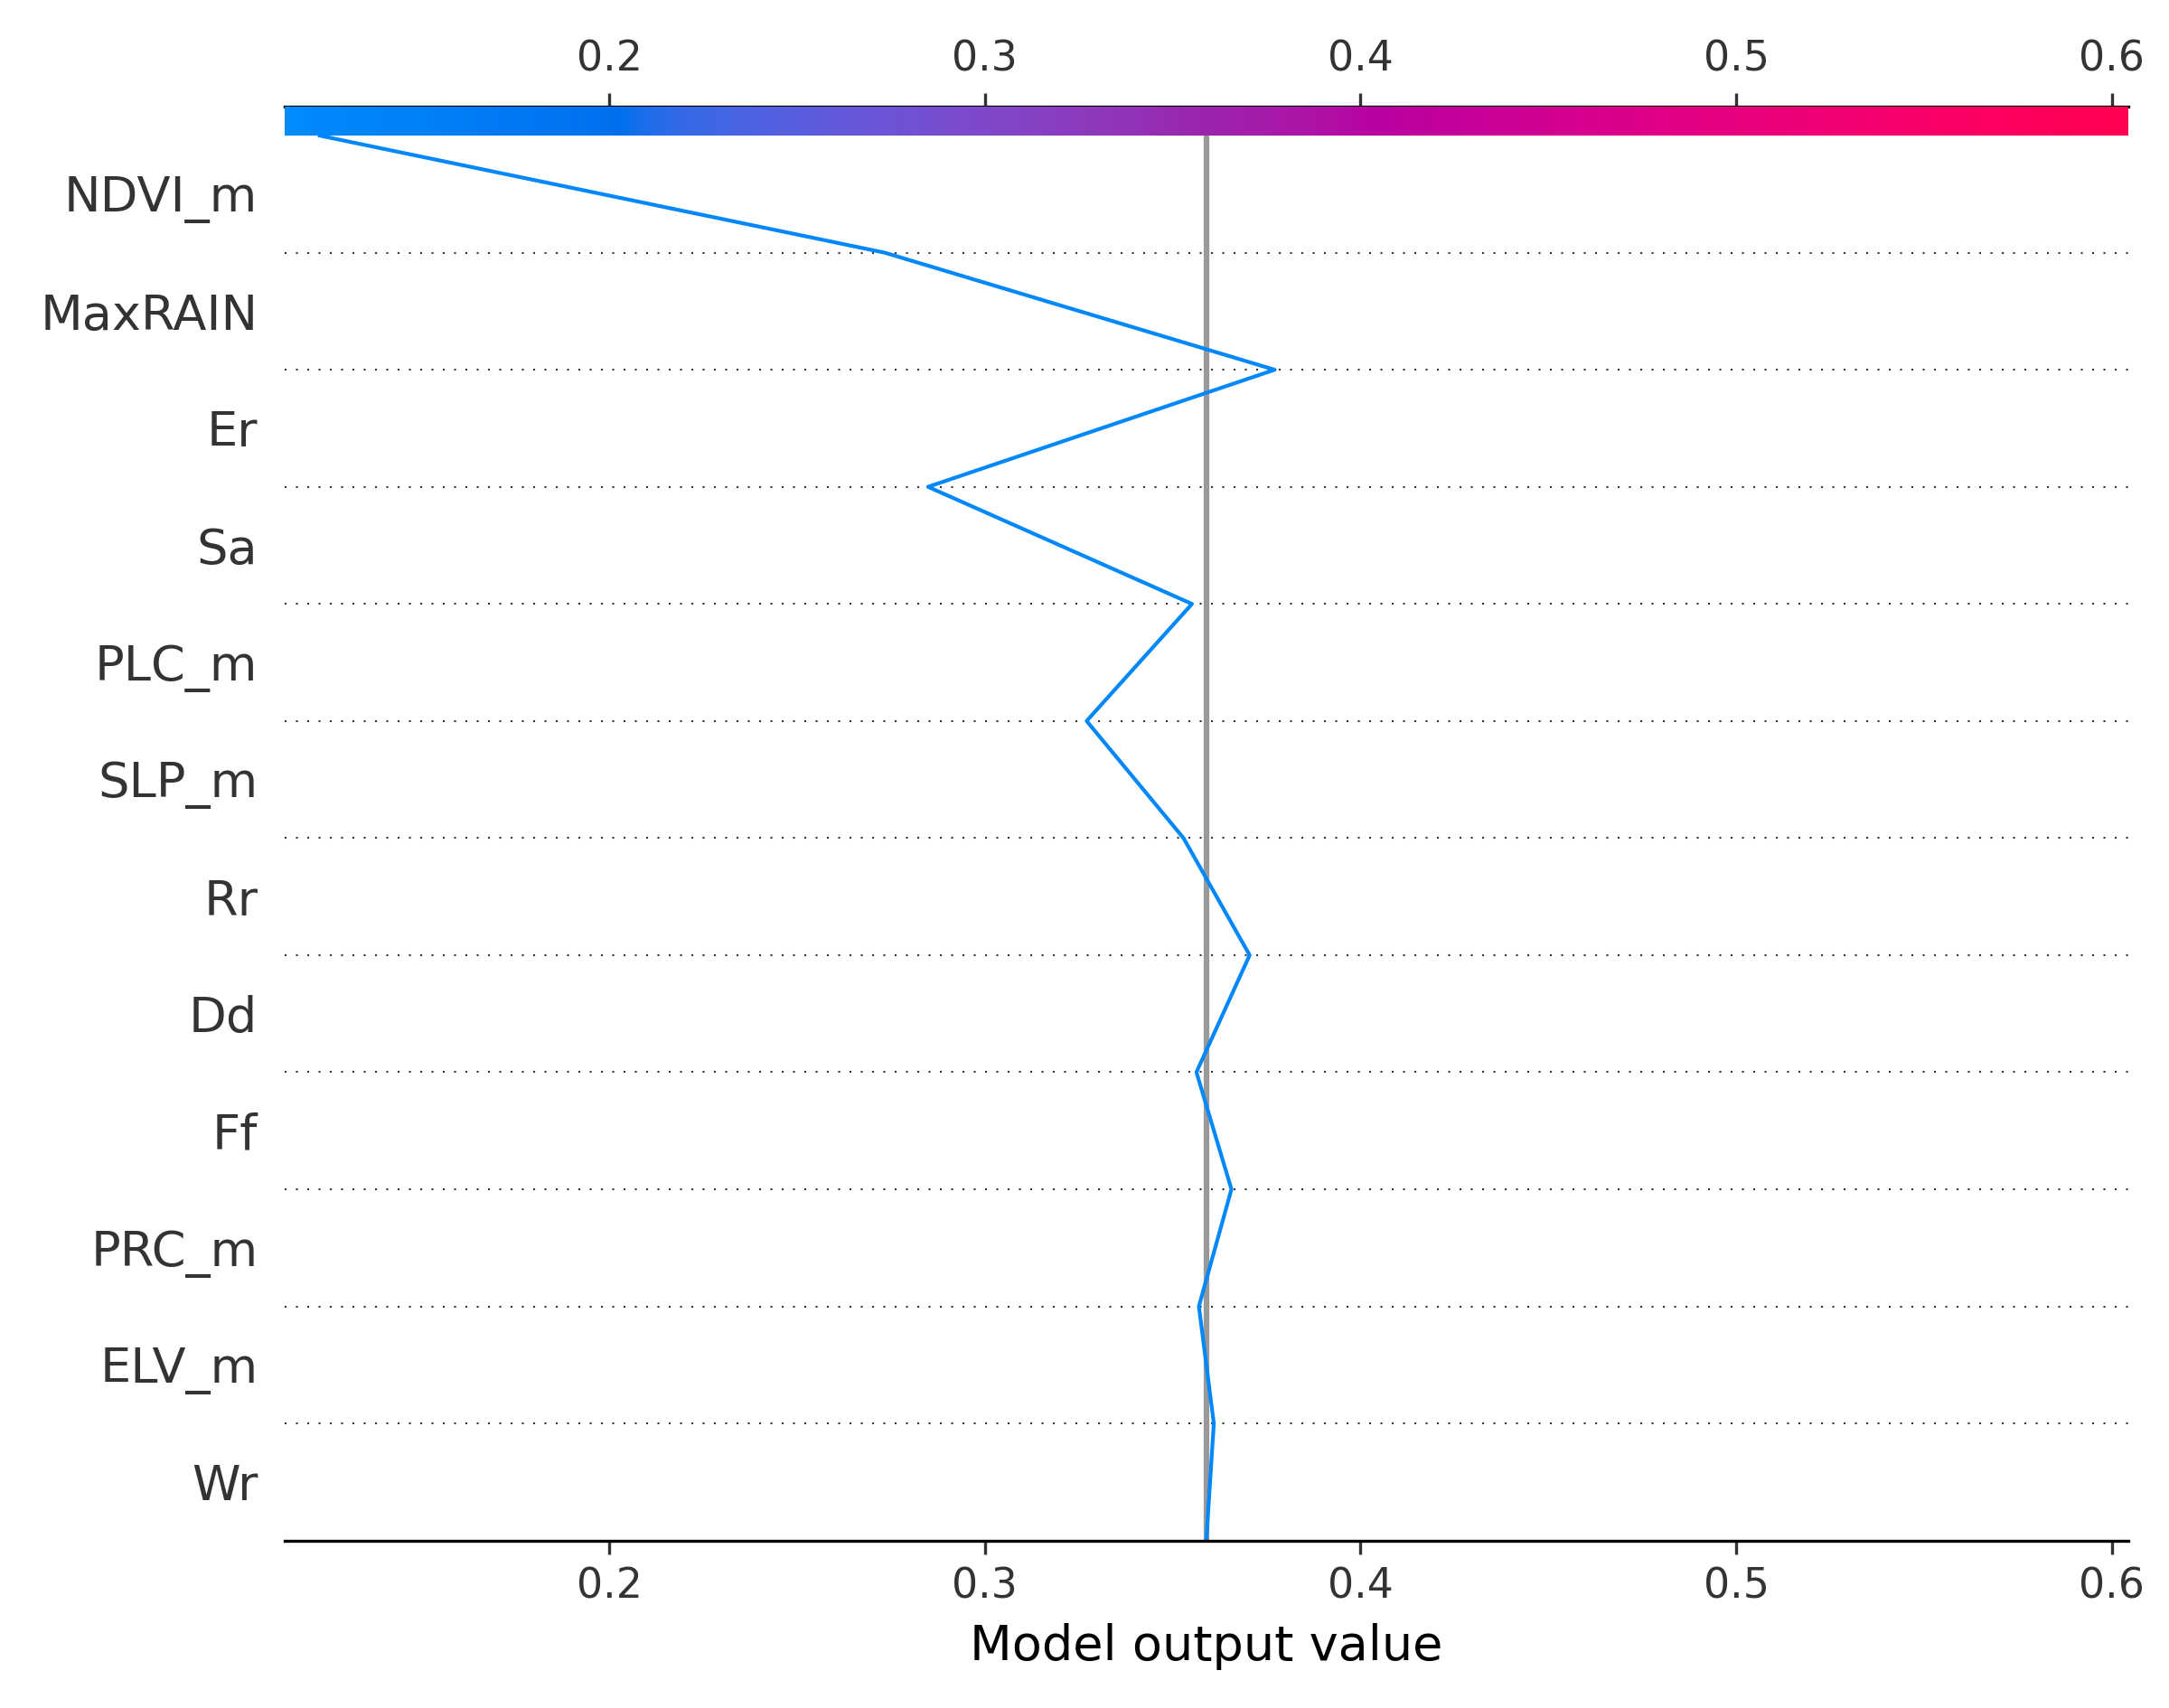 0.2 0.3 0.4 0.5 0.6
NDVI_m
MaxRAIN
Er
Sa
PLC_m
SLP_m
Rr
Dd
Ff
PRC_m
ELV_m
Wr
0.2 0.3 0.4 0.5 0.6
Model output value